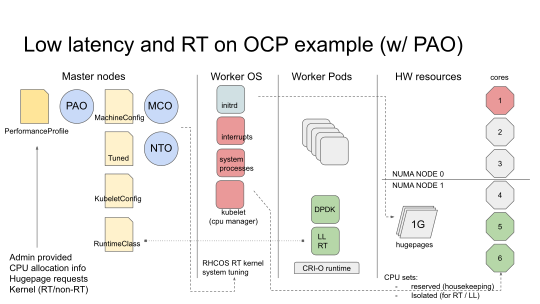 Low latency and RT on OCP example (w/ PAO)
Master nodes
Worker OS
Worker Pods
HW resources
cores
PerformanceProfile
PAO
MachineConfig
MCO
Tuned
NTO
KubeletConfig
RuntimeClass
Admin provided
CPU allocation info
Hugepage requests
Kernel (RT/non-RT)
initrd
interrupts
system
processes
kubelet
(cpu manager)
RHCOS RT kernel
system tuning
DPDK
LL
RT
CRI-O runtime
NUMA NODE 0
NUMA NODE 1
1G
hugepages
CPU sets:
- reserved (housekeeping)
- Isolated (for RT / LL)
1
2
3
4
5
6